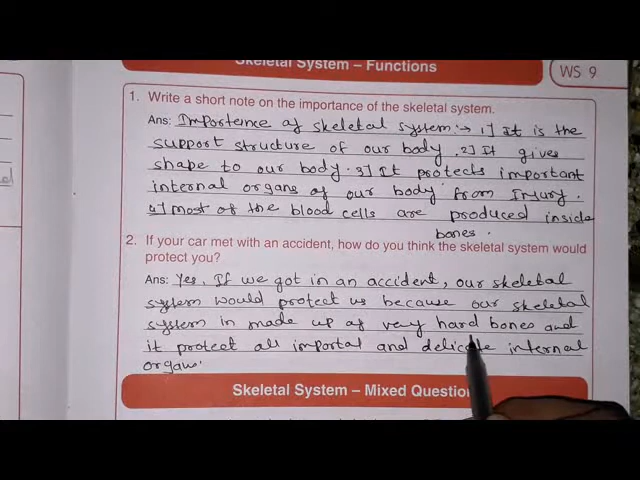 Skeletal System – Functions
WS 9
1. Write a short note on the importance of the skeletal system.
Ans: Importence of skeletal system :→ 1] It is the
support structure of our body. 2] It gives
shape to our body. 3] It protects important
internal organs of our body from Injury.
4] most of the blood cells are produced inside
bones.
2. If your car met with an accident, how do you think the skeletal system would
protect you?
Ans: Yes, If we got in an accident, our skeletal
system would protect us because our skeletal
system in made up of very hard bones and
it protect all importal and delicate internal
organs.
Skeletal System – Mixed Question